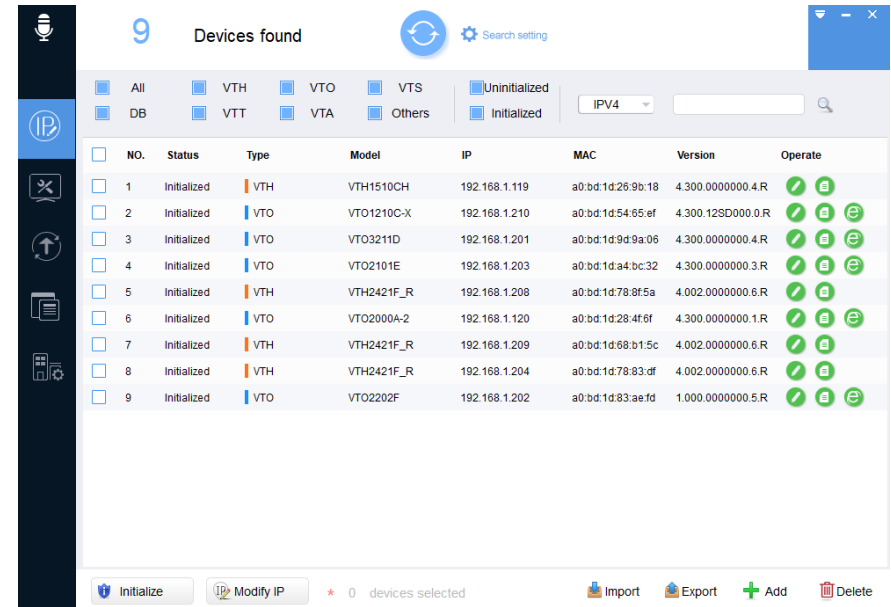 9 Devices found Search setting
All VTH VTO VTS Uninitialized
DB VTT VTA Others Initialized IPV4
NO. Status Type Model IP MAC Version Operate
1 Initialized VTH VTH1510CH 192.168.1.119 a0:bd:1d:26:9b:18 4.300.0000000.4.R
2 Initialized VTO VTO1210C-X 192.168.1.210 a0:bd:1d:54:65:ef 4.300.12SD000.0.R
3 Initialized VTO VTO3211D 192.168.1.201 a0:bd:1d:9d:9a:06 4.300.0000000.4.R
4 Initialized VTO VTO2101E 192.168.1.203 a0:bd:1d:a4:bc:32 4.300.0000000.3.R
5 Initialized VTH VTH2421F_R 192.168.1.208 a0:bd:1d:78:8f:5a 4.002.0000000.6.R
6 Initialized VTO VTO2000A-2 192.168.1.120 a0:bd:1d:28:4f:6f 4.300.0000000.1.R
7 Initialized VTH VTH2421F_R 192.168.1.209 a0:bd:1d:68:b1:5c 4.002.0000000.6.R
8 Initialized VTH VTH2421F_R 192.168.1.204 a0:bd:1d:78:83:df 4.002.0000000.6.R
9 Initialized VTO VTO2202F 192.168.1.202 a0:bd:1d:83:ae:fd 1.000.0000000.5.R
Initialize IP Modify IP * 0 devices selected Import Export Add Delete